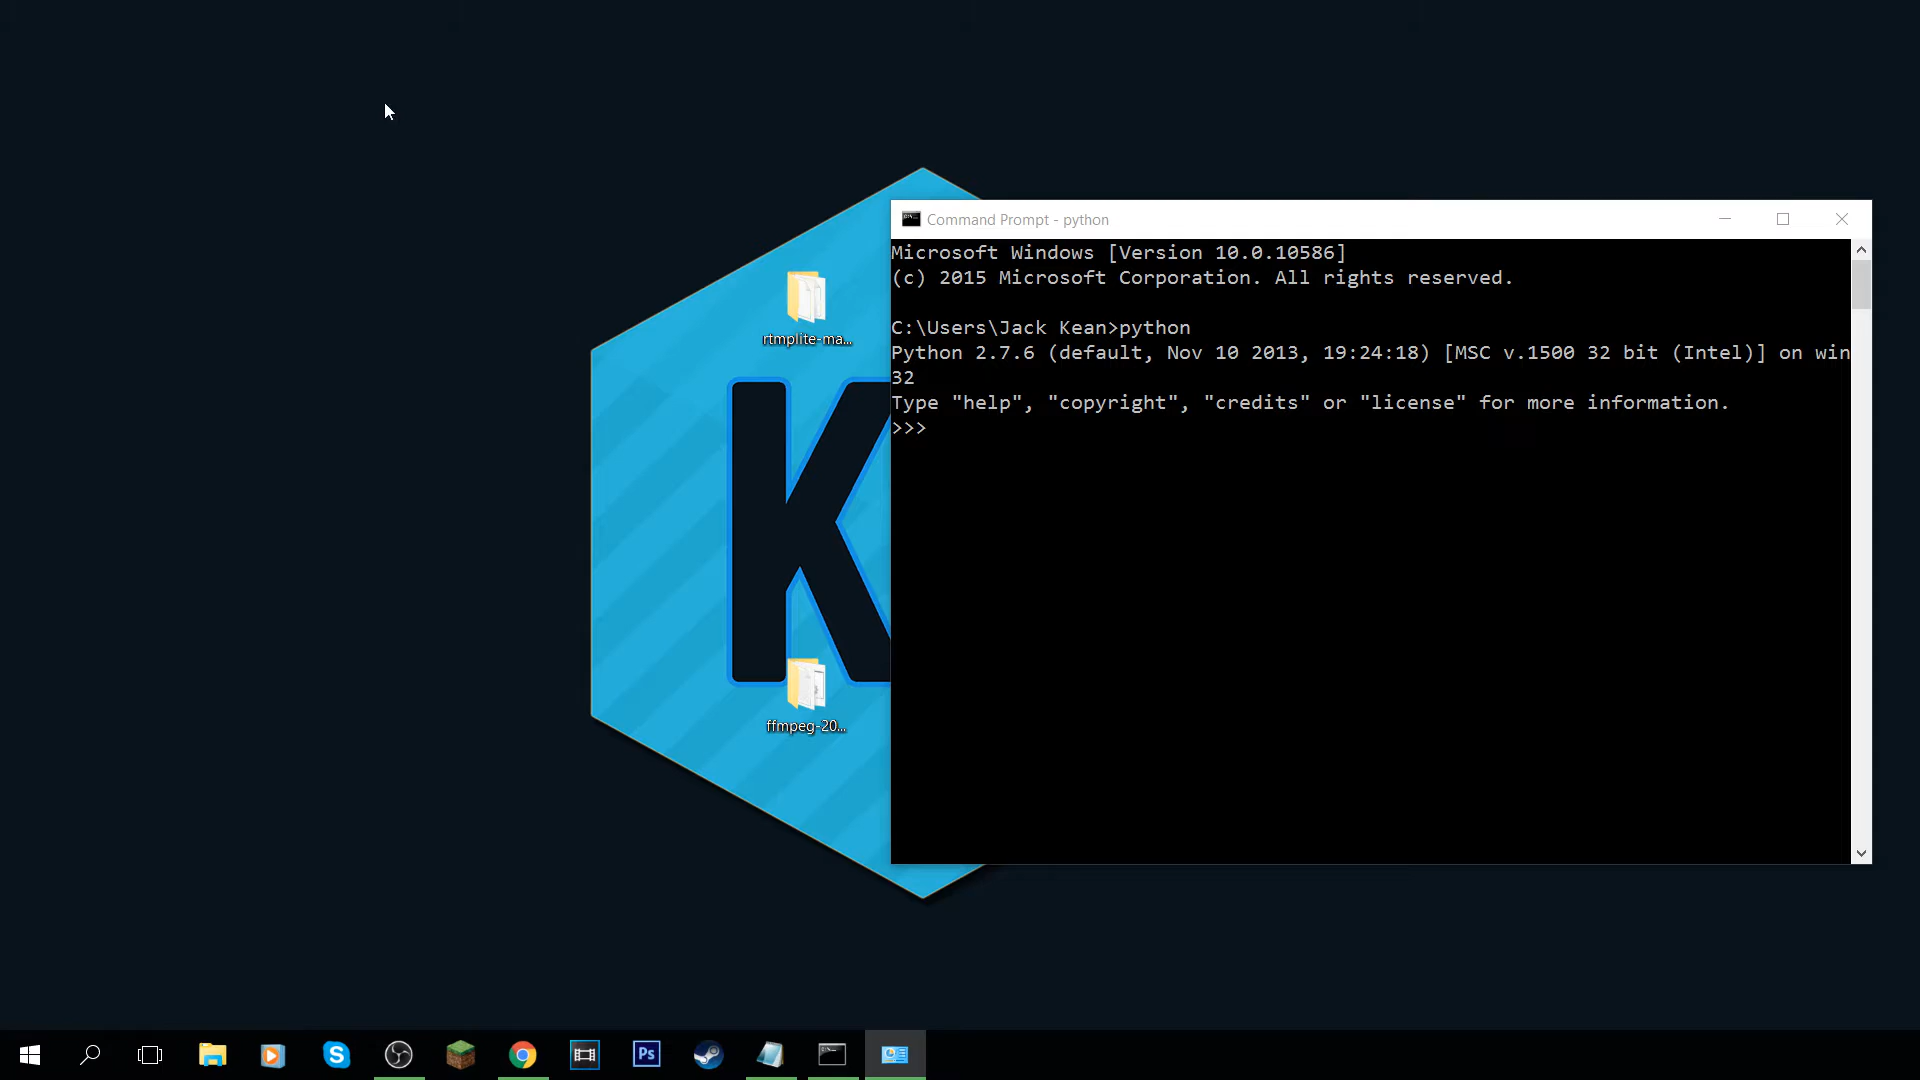 rtmplite-ma...
K
ffmpeg-20...
Command Prompt - python
Microsoft Windows [Version 10.0.10586]
(c) 2015 Microsoft Corporation. All rights reserved.
C:\Users\Jack Kean>python
Python 2.7.6 (default, Nov 10 2013, 19:24:18) [MSC v.1500 32 bit (Intel)] on win
32
Type "help", "copyright", "credits" or "license" for more information.
>>>
S
Ps